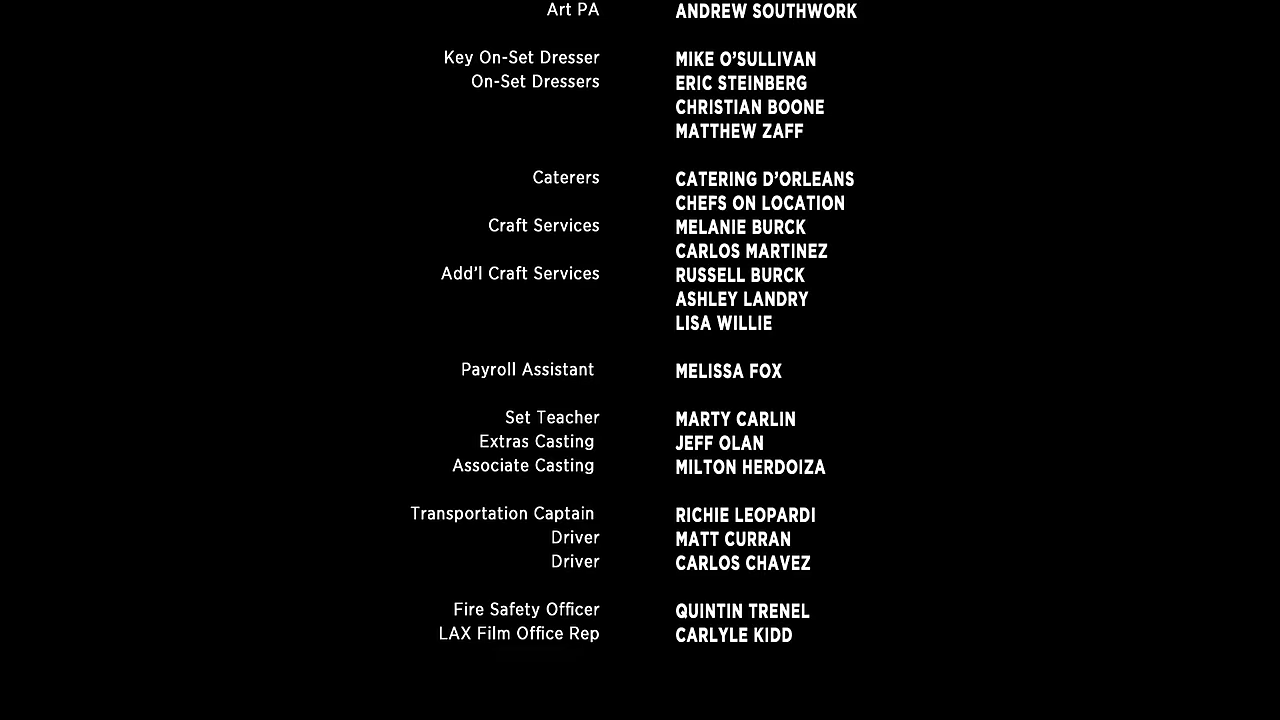 Art PA ANDREW SOUTHWORK
Key On-Set Dresser MIKE O’SULLIVAN
On-Set Dressers ERIC STEINBERG
CHRISTIAN BOONE
MATTHEW ZAFF
Caterers CATERING D’ORLEANS
CHEFS ON LOCATION
Craft Services MELANIE BURCK
CARLOS MARTINEZ
Add’l Craft Services RUSSELL BURCK
ASHLEY LANDRY
LISA WILLIE
Payroll Assistant MELISSA FOX
Set Teacher MARTY CARLIN
Extras Casting JEFF OLAN
Associate Casting MILTON HERDOIZA
Transportation Captain RICHIE LEOPARDI
Driver MATT CURRAN
Driver CARLOS CHAVEZ
Fire Safety Officer QUINTIN TRENEL
LAX Film Office Rep CARLYLE KIDD